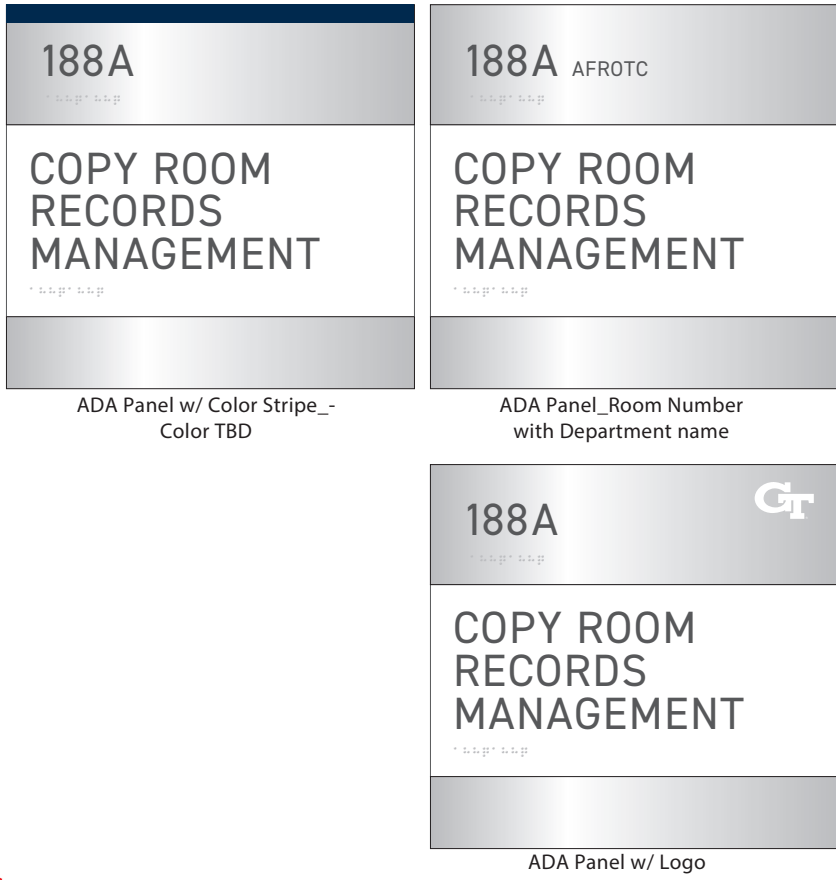 188A
COPY ROOM
RECORDS
MANAGEMENT
ADA Panel w/ Color Stripe_-
Color TBD
188A AFROTC
COPY ROOM
RECORDS
MANAGEMENT
ADA Panel_Room Number
with Department name
188A
GT
COPY ROOM
RECORDS
MANAGEMENT
ADA Panel w/ Logo